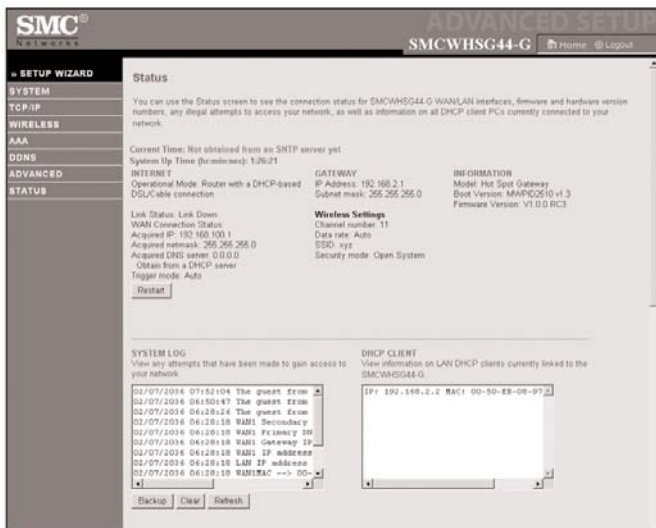 SMC®
Networks
ADVANCED SETUP
SMCWHSG44-G
Home
Logout
» SETUP WIZARD
SYSTEM
TCP/IP
WIRELESS
AAA
DDNS
ADVANCED
STATUS
Status
You can use the Status screen to see the connection status for SMCWHSG44-G WAN/LAN interfaces, firmware and hardware version
numbers, any illegal attempts to access your network, as well as information on all DHCP client PCs currently connected to your
network.
Current Time: Not obtained from an SNTP server yet
System Up Time (hr:min:sec): 1:26:21
INTERNET
Operational Mode: Router with a DHCP-based
DSL/Cable connection
Link Status: Link Down
WAN Connection Status:
Acquired IP: 192.168.100.1
Acquired netmask: 255.255.255.0
Acquired DNS server: 0.0.0.0
Obtain from a DHCP server
Trigger mode: Auto
Restart
GATEWAY
IP Address: 192.168.2.1
Subnet mask: 255.255.255.0
Wireless Settings
Channel number: 11
Data rate: Auto
SSID: xyz
Security mode: Open System
INFORMATION
Model: Hot Spot Gateway
Boot Version: MWPID2510 v1.3
Firmware Version: V1.0.0 RC3
SYSTEM LOG
View any attempts that have been made to gain access to
your network
02/07/2036 07:52:04 The guest from
02/07/2036 06:50:47 The guest from
02/07/2036 06:28:26 The guest from
02/07/2036 06:28:18 WAN1 Secondary
02/07/2036 06:28:18 WAN1 Primary DN
02/07/2036 06:28:18 WAN1 Gateway IP
02/07/2036 06:28:18 WAN1 IP address
02/07/2036 06:28:18 LAN IP address
02/07/2036 06:28:18 WAN1MAC --> 00-
Backup
Clear
Refresh
DHCP CLIENT
View information on LAN DHCP clients currently linked to the
SMCWHSG44-G.
IP: 192.168.2.2 MAC: 00-50-EB-08-97